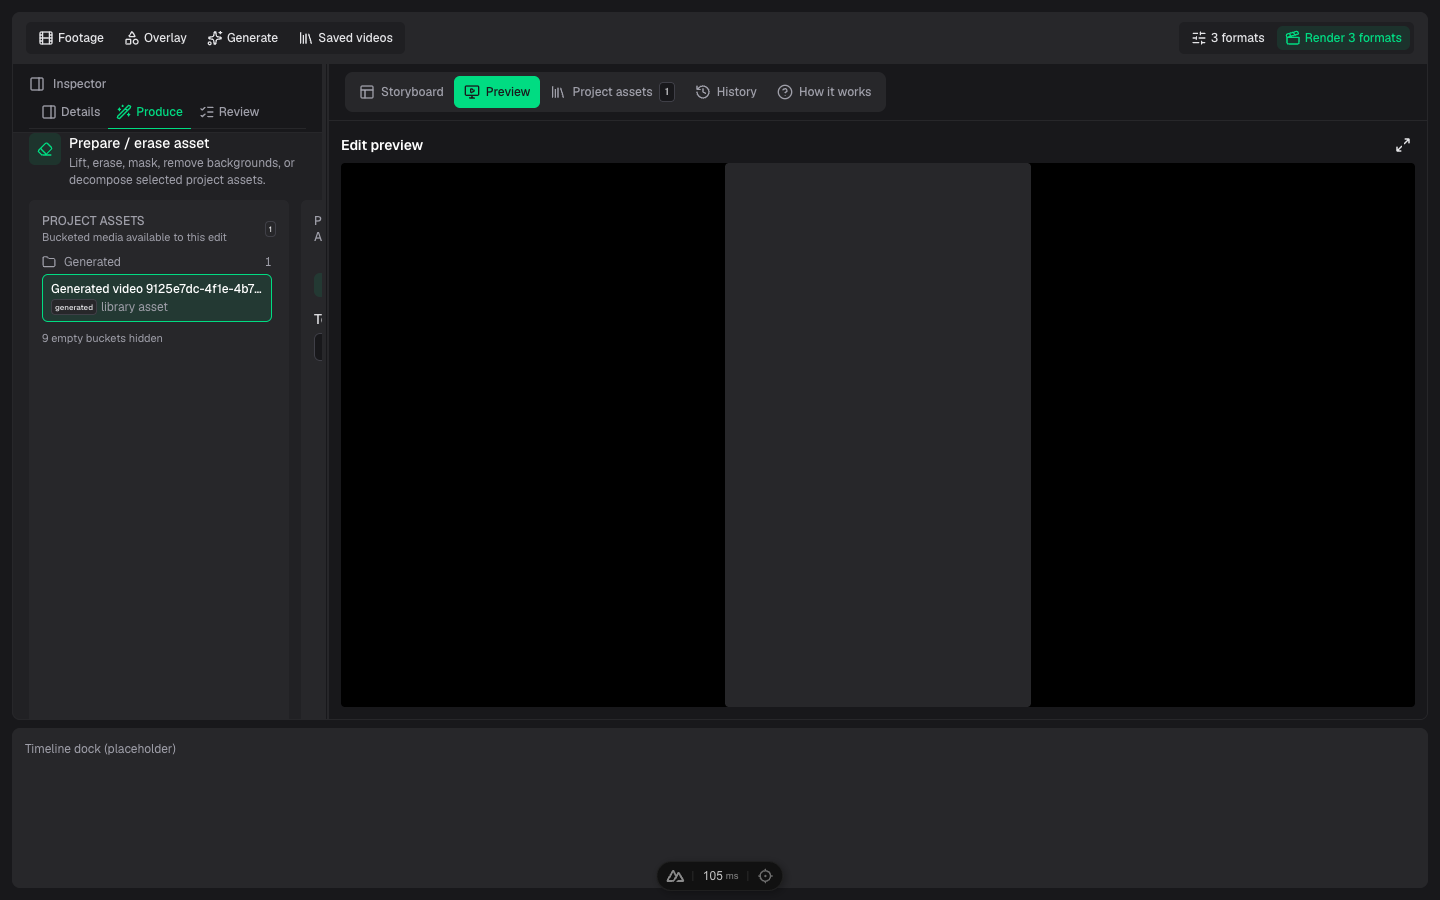 Footage Overlay Generate Saved videos 3 formats Render 3 formats
Inspector
Details Produce Review
Storyboard Preview Project assets 1 History How it works
Prepare / erase asset
Lift, erase, mask, remove backgrounds, or
decompose selected project assets.
PROJECT ASSETS
Bucketed media available to this edit
1
Generated 1
Generated video 9125e7dc-4f1e-4b7...
generated library asset
9 empty buckets hidden
Edit preview
Timeline dock (placeholder)
105 ms